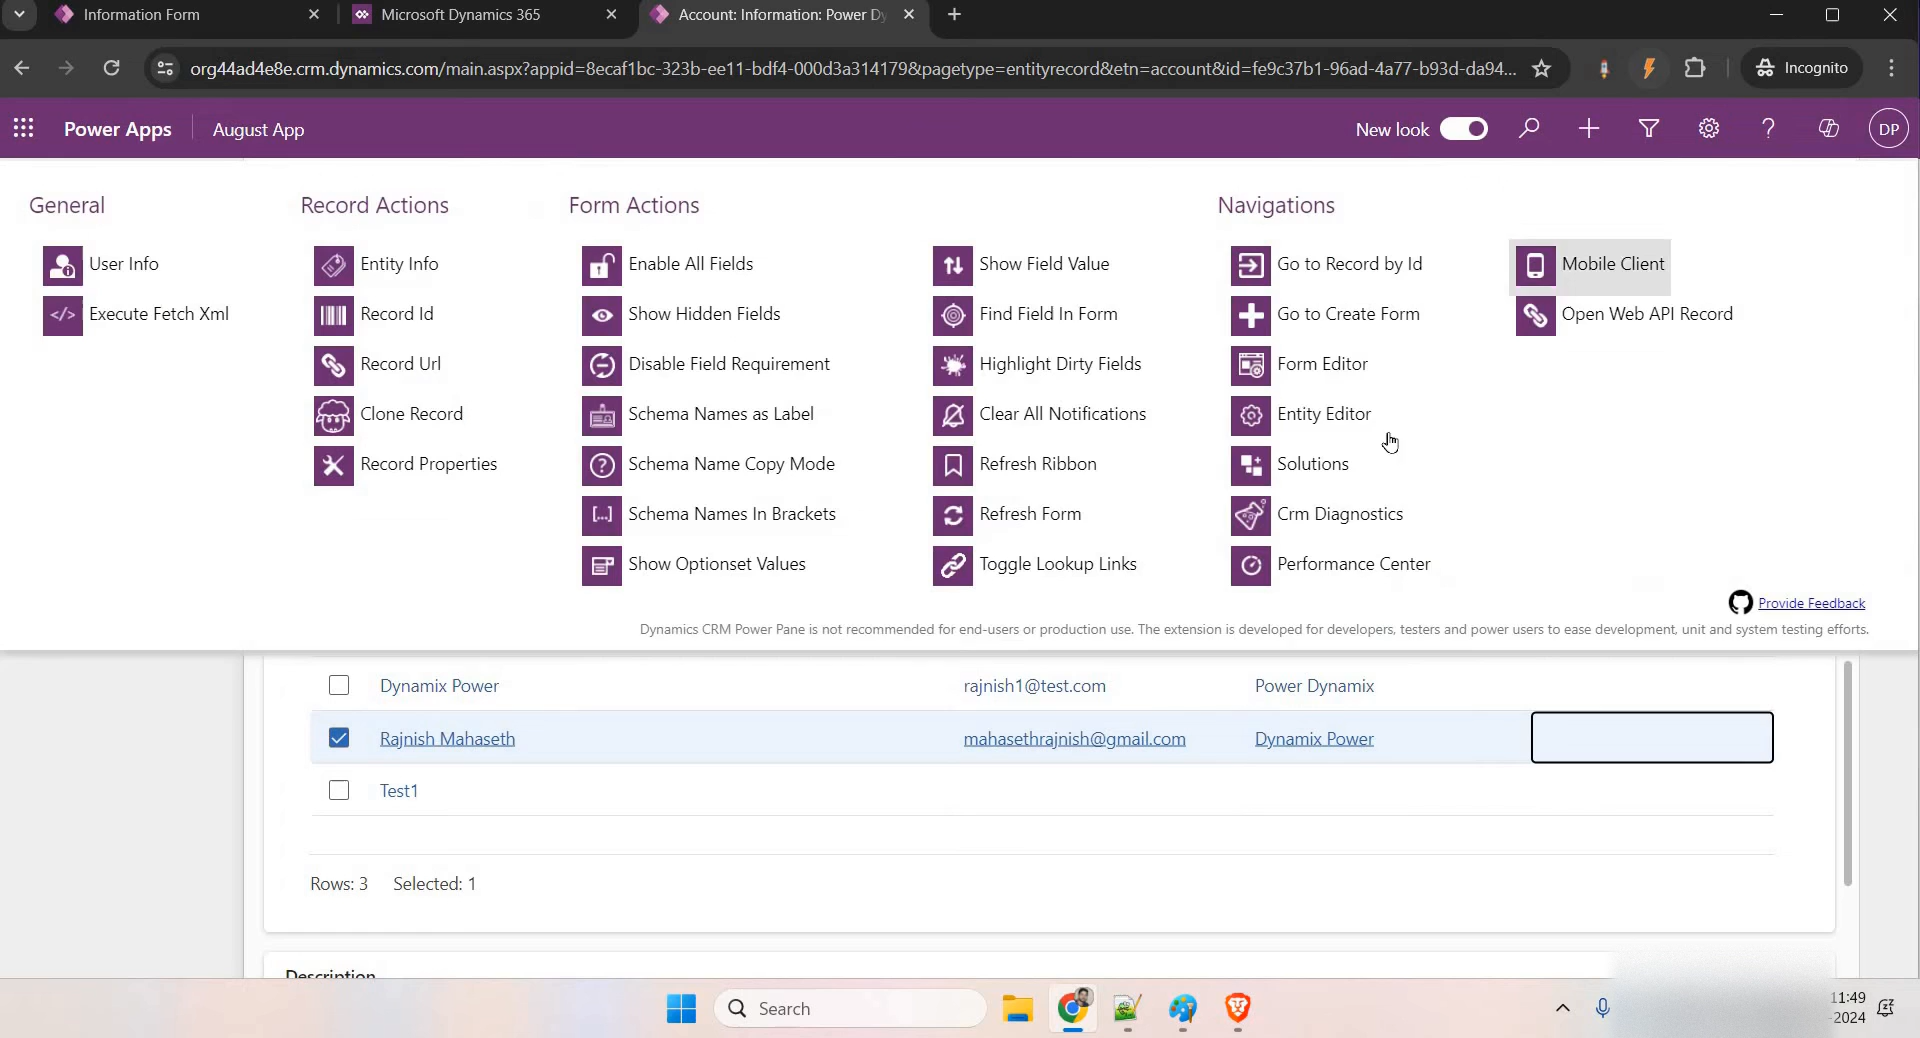 Information Form
Microsoft Dynamics 365
Account: Information: Power Dy
org44ad4e8e.crm.dynamics.com/main.aspx?appid=8ecaf1bc-323b-ee11-bdf4-000d3a314179&pagetype=entityrecord&etn=account&id=fe9c37b1-96ad-4a77-b93d-da94...
Incognito
Power Apps
August App
New look
DP
General
User Info
Execute Fetch Xml
Record Actions
Entity Info
Record Id
Record Url
Clone Record
Record Properties
Form Actions
Enable All Fields
Show Hidden Fields
Disable Field Requirement
Schema Names as Label
Schema Name Copy Mode
Schema Names In Brackets
Show Optionset Values
Show Field Value
Find Field In Form
Highlight Dirty Fields
Clear All Notifications
Refresh Ribbon
Refresh Form
Toggle Lookup Links
Navigations
Go to Record by Id
Go to Create Form
Form Editor
Entity Editor
Solutions
Crm Diagnostics
Performance Center
Mobile Client
Open Web API Record
Provide Feedback
Dynamics CRM Power Pane is not recommended for end-users or production use. The extension is developed for developers, testers and power users to ease development, unit and system testing efforts.
Dynamix Power rajnish1@test.com Power Dynamix
Rajnish Mahaseth mahasethrajnish@gmail.com Dynamix Power
Test1
Rows: 3 Selected: 1
Description
Search
11:49
-2024